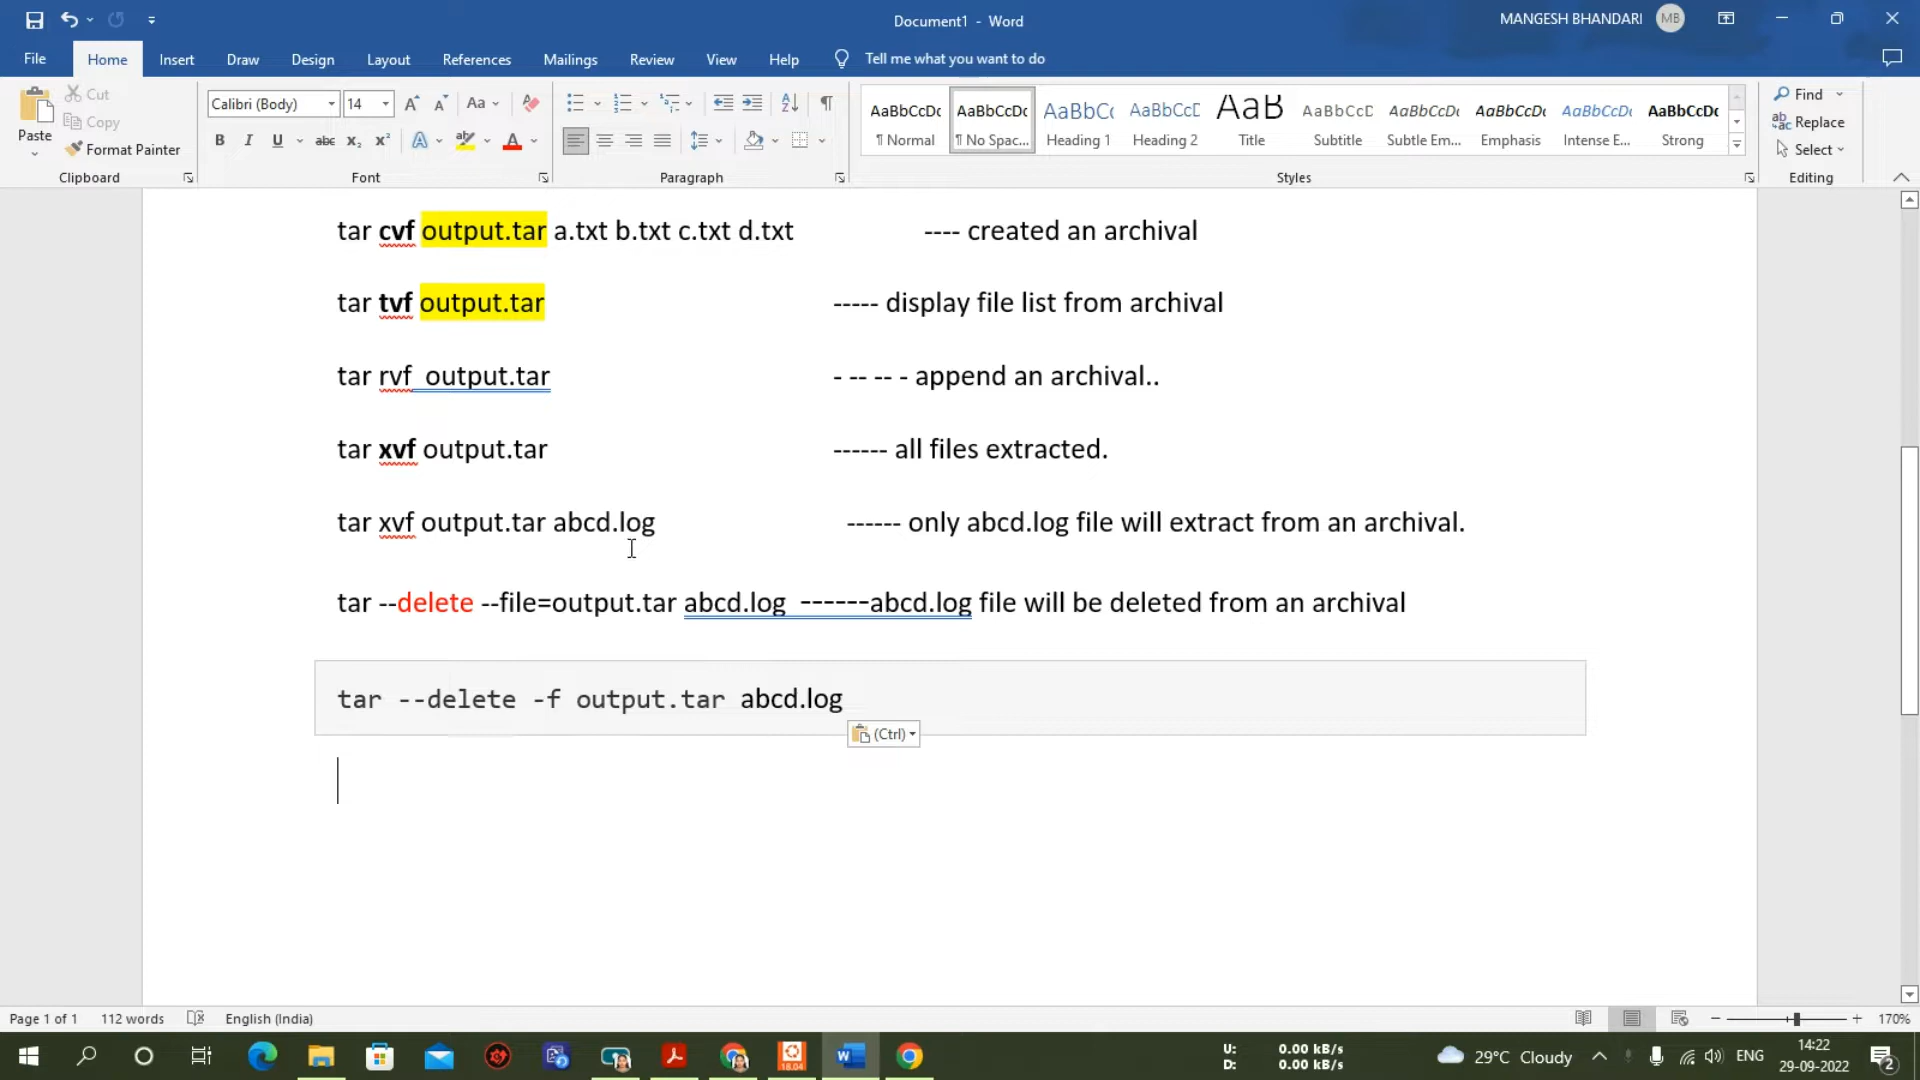 Document1 - Word
MANGESH BHANDARI MB
File Home Insert Draw Design Layout References Mailings Review View Help Tell me what you want to do
Paste
Cut
Copy
Format Painter
Clipboard
Calibri (Body) 14
Font
Paragraph
AaBbCcDc AaBbCcDc AaBbCc AaBbCcD AaB AaBbCcD AaBbCcDc AaBbCcDc AaBbCcDc AaBbCcDc
¶ Normal ¶ No Spac... Heading 1 Heading 2 Title Subtitle Subtle Em... Emphasis Intense E... Strong
Styles
Find
Replace
Select
Editing
tar cvf output.tar a.txt b.txt c.txt d.txt ---- created an archival
tar tvf output.tar ----- display file list from archival
tar rvf output.tar - -- -- - append an archival..
tar xvf output.tar ------ all files extracted.
tar xvf output.tar abcd.log ------ only abcd.log file will extract from an archival.
tar --delete --file=output.tar abcd.log ------abcd.log file will be deleted from an archival
tar --delete -f output.tar abcd.log
(Ctrl)
Page 1 of 1 112 words English (India) 170%
18.04
U: 0.00 kB/s
D: 0.00 kB/s
29°C Cloudy
ENG
14:22
29-09-2022
2